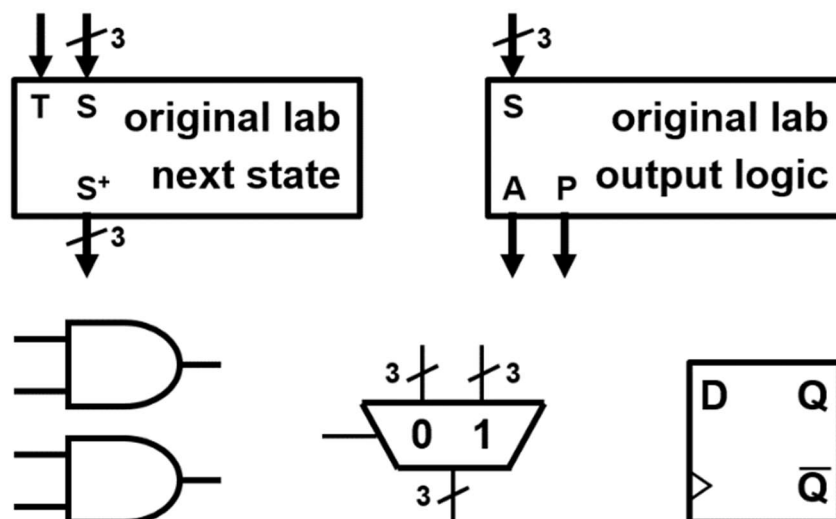 3
3
T S
original lab
next state
S+
3
S
original lab
output logic
A P
3
3
0 1
3
D Q
Q̅